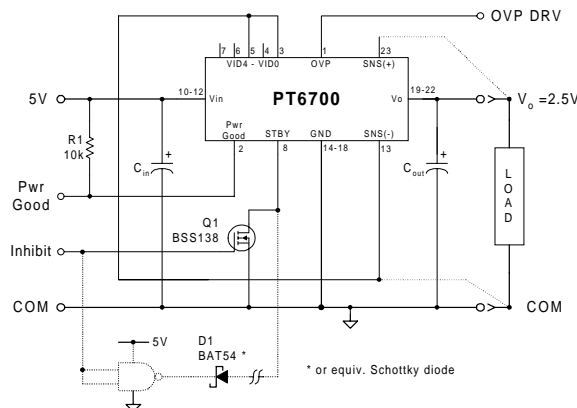 OVP DRV
7 6 5 4 3 1 23
VID4 - VID0 OVP SNS(+)
5V
10-12
Vin
PT6700
Vo
19-22
Vo =2.5V
R1
10k
Pwr
Good
STBY
GND
SNS(-)
2
8
14-18
13
Cin
+
Cout
+
LOAD
Pwr
Good
Q1
BSS138
Inhibit
COM
COM
5V
D1
BAT54 *
* or equiv. Schottky diode